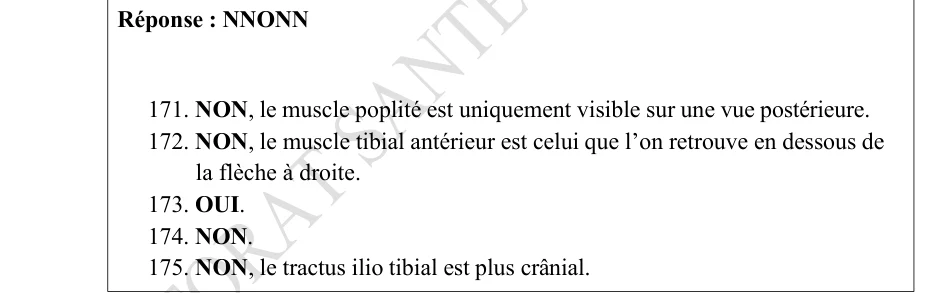 Réponse : NNONN
171. NON, le muscle poplité est uniquement visible sur une vue postérieure.
172. NON, le muscle tibial antérieur est celui que l’on retrouve en dessous de
la flèche à droite.
173. OUI.
174. NON.
175. NON, le tractus ilio tibial est plus crânial.
TORAT SANTÉ